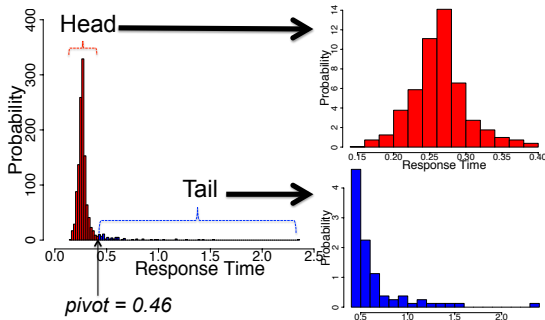 Head
Tail
Probability
400
300
200
100
0
0.0 0.5 1.0 1.5 2.0 2.5
Response Time
pivot = 0.46
Probability
14
12
10
8
6
4
2
0
0.15 0.20 0.25 0.30 0.35 0.40
Response Time
Probability
4
3
2
1
0
0.5 1.0 1.5 2.0